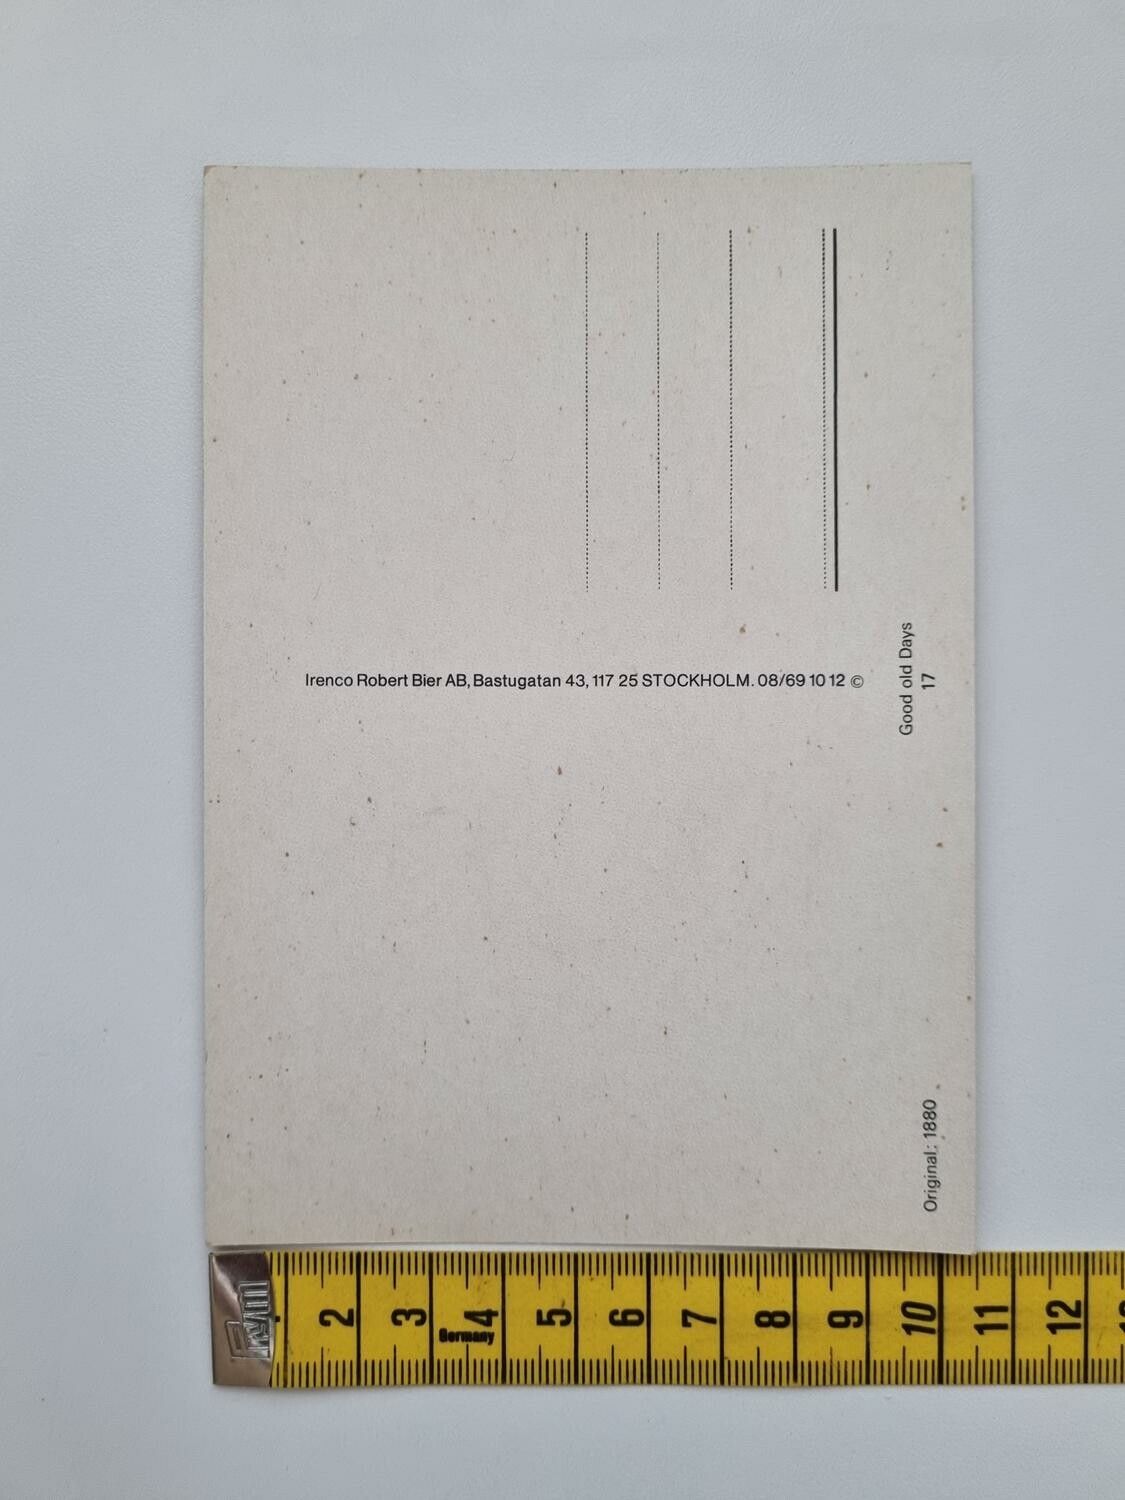 Irenco Robert Bier AB, Bastugatan 43, 117 25 STOCKHOLM. 08/69 10 12 ©
Good old Days
17
Original: 1880
Prym
2
3
4
5
6
7
8
9
10
11
12
Germany